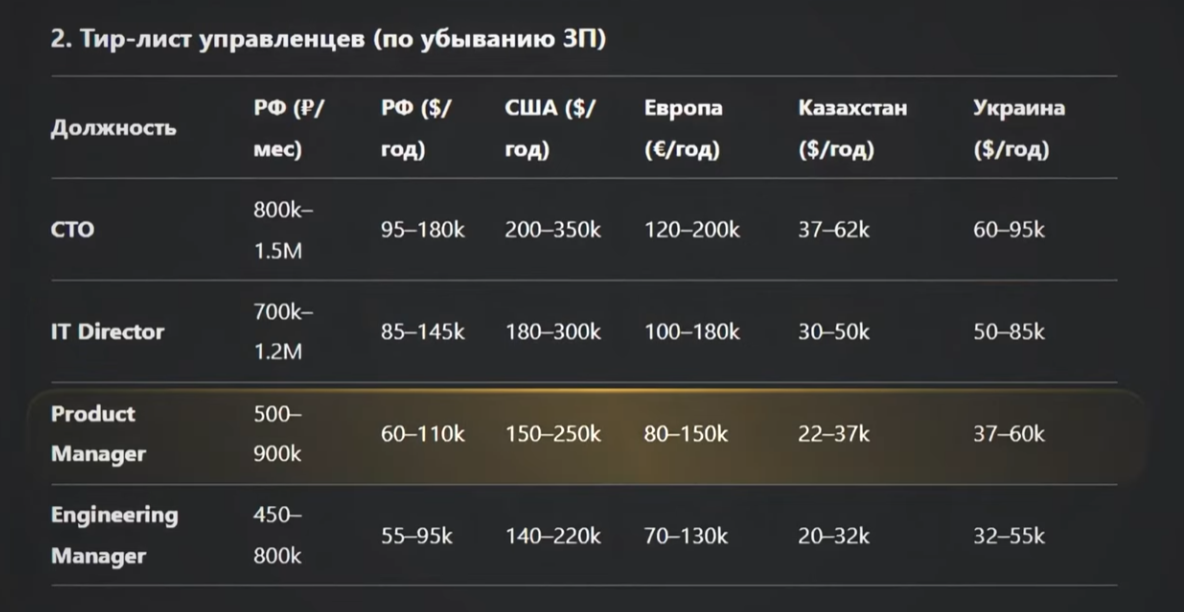 2. Тир-лист управленцев (по убыванию ЗП)
Должность РФ (₽/мес) РФ ($/год) США ($/год) Европа (€/год) Казахстан ($/год) Украина ($/год)
CTO 800k–1.5M 95–180k 200–350k 120–200k 37–62k 60–95k
IT Director 700k–1.2M 85–145k 180–300k 100–180k 30–50k 50–85k
Product Manager 500–900k 60–110k 150–250k 80–150k 22–37k 37–60k
Engineering Manager 450–800k 55–95k 140–220k 70–130k 20–32k 32–55k